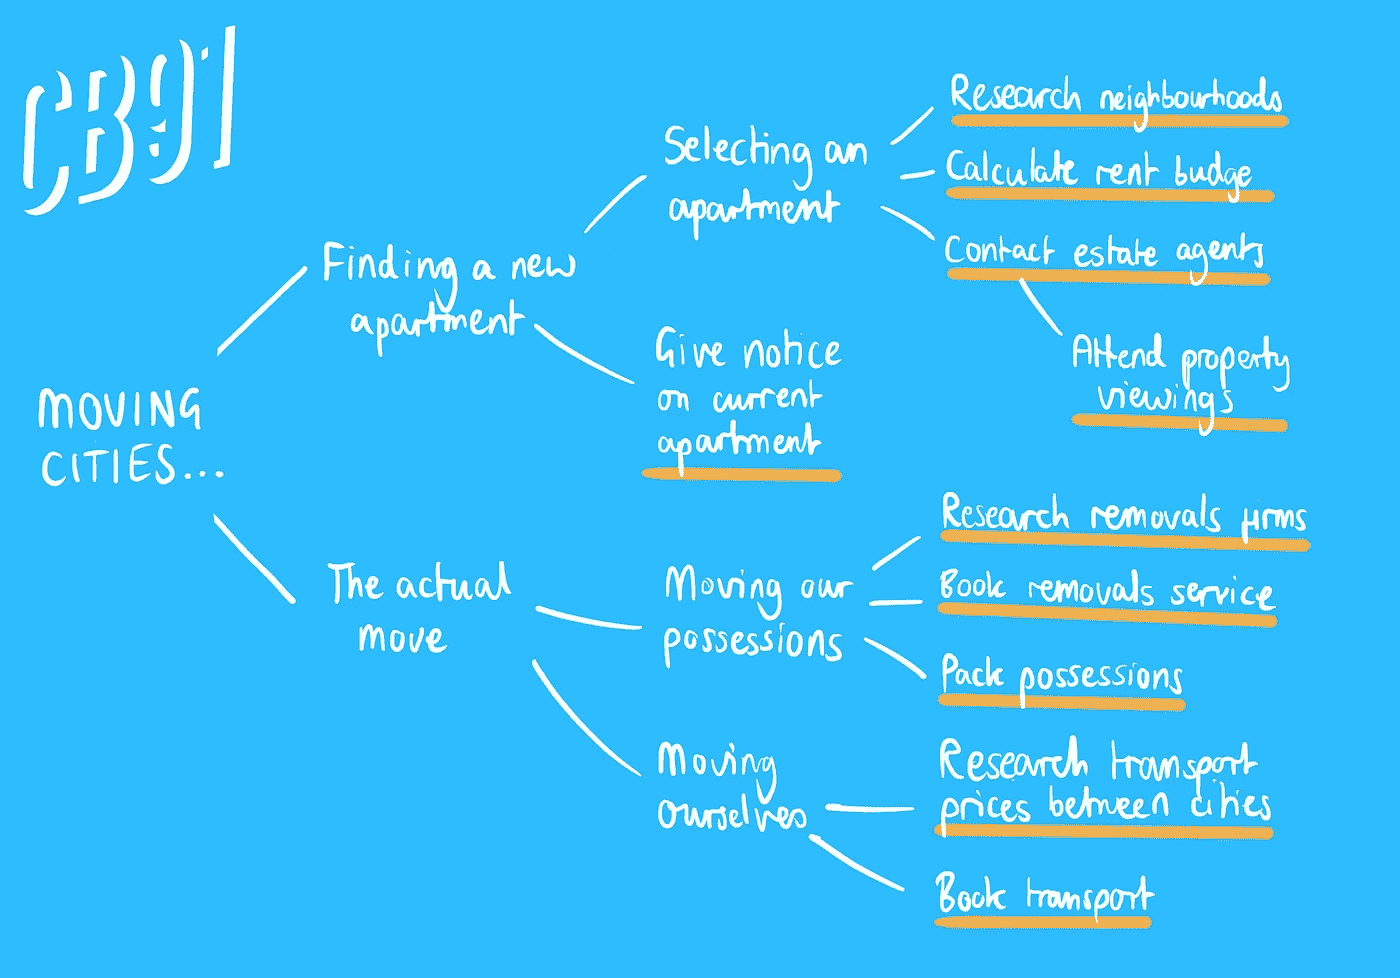 CB91
MOVING
CITIES...
Finding a new
apartment
Selecting an
apartment
Research neighbourhoods
Calculate rent budge
Contact estate agents
Attend property
viewings
Give notice
on current
apartment
The actual
move
Moving our
possessions
Research removals firms
Book removals service
Pack possessions
Moving
ourselves
Research transport
prices between cities
Book transport